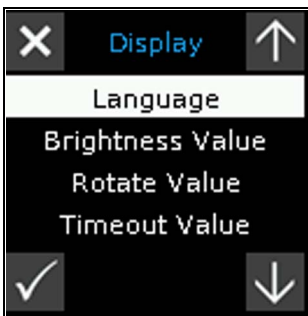 Display
Language
Brightness Value
Rotate Value
Timeout Value